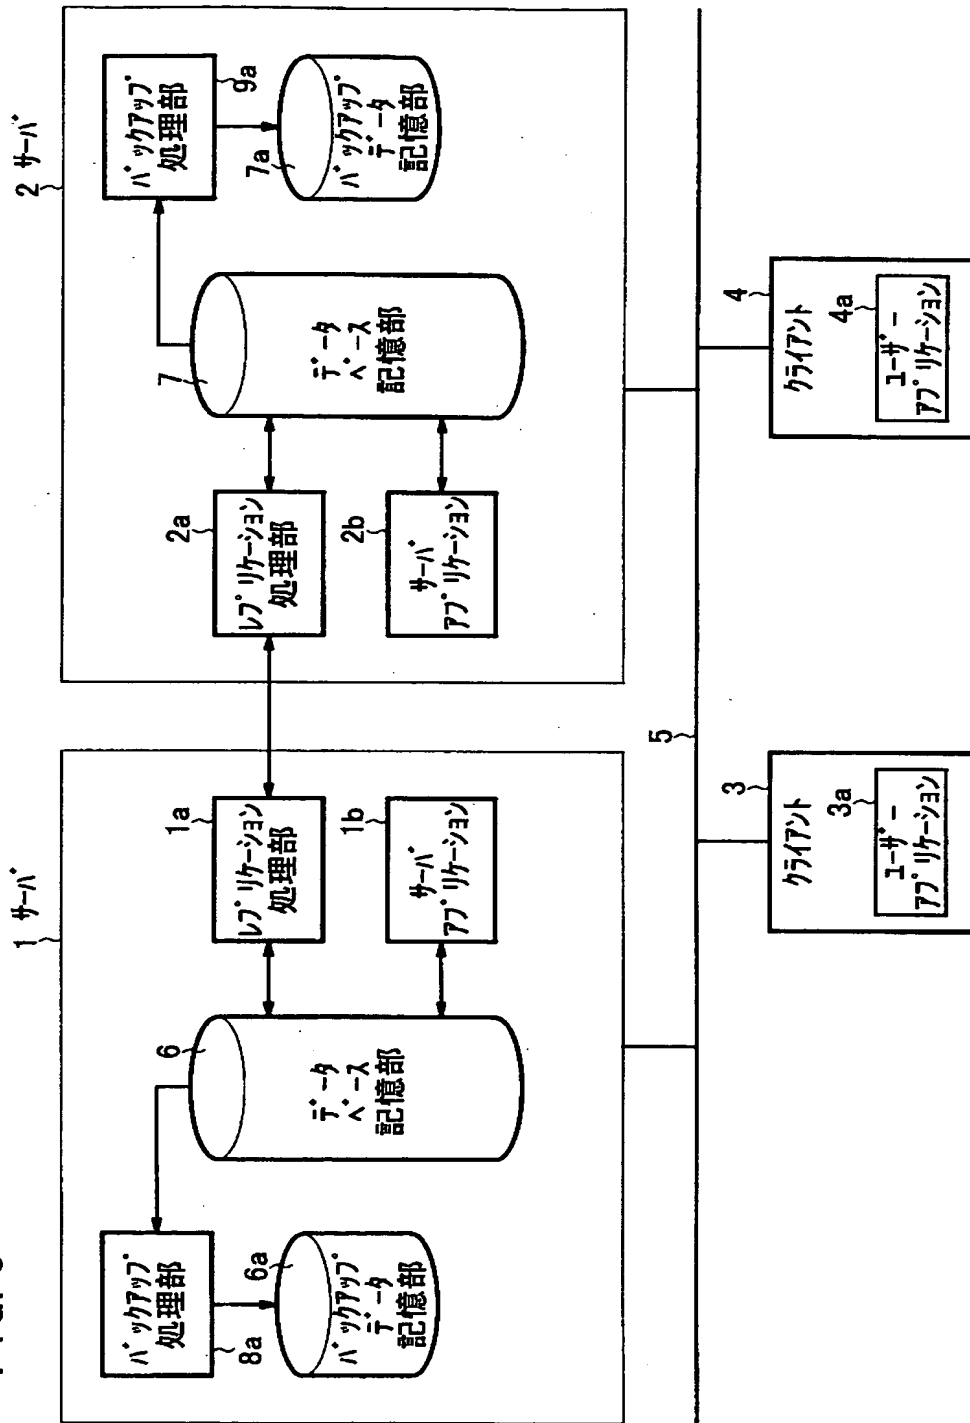 1 サーバ
8a
バックアップ
処理部
6a
バックアップ
データ
記憶部
6
データ
ベース
記憶部
1a
レプリケーション
処理部
1b
サーバ
アプリケーション
2 サーバ
2a
レプリケーション
処理部
2b
サーバ
アプリケーション
7
データ
ベース
記憶部
9a
バックアップ
処理部
7a
バックアップ
データ
記憶部
5
3
クライアント
3a
ユーザー
アプリケーション
4
クライアント
4a
ユーザー
アプリケーション